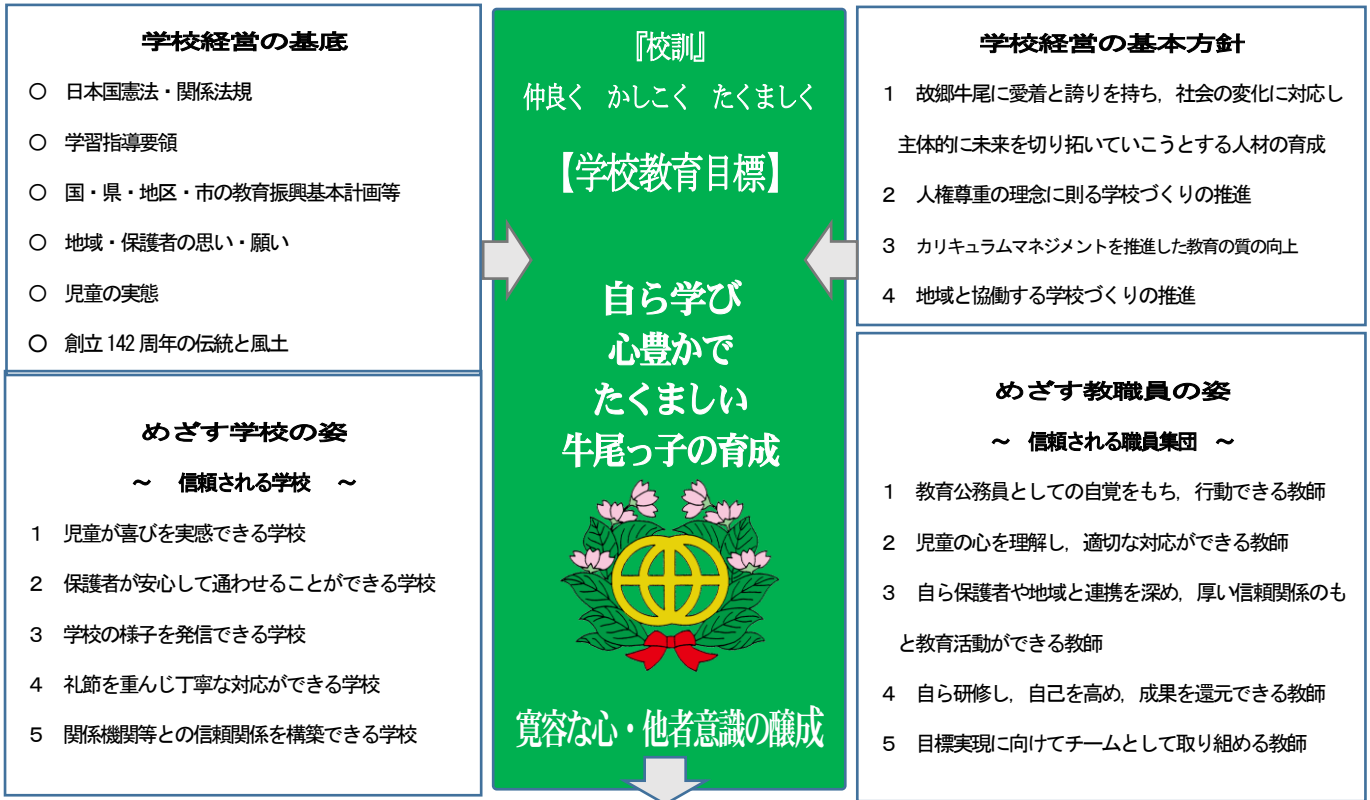 学校経営の基底
○ 日本国憲法・関係法規
○ 学習指導要領
○ 国・県・地区・市の教育振興基本計画等
○ 地域・保護者の思い・願い
○ 児童の実態
○ 創立142周年の伝統と風土
めざす学校の姿
～ 信頼される学校 ～
1 児童が喜びを実感できる学校
2 保護者が安心して通わせることができる学校
3 学校の様子を発信できる学校
4 礼節を重んじ丁寧な対応ができる学校
5 関係機関等との信頼関係を構築できる学校
『校訓』
仲良く かしこく たくましく
【学校教育目標】
自ら学び
心豊かで
たくましい
牛尾っ子の育成
寛容な心・他者意識の醸成
学校経営の基本方針
1 故郷牛尾に愛着と誇りを持ち，社会の変化に対応し
主体的に未来を切り拓いていこうとする人材の育成
2 人権尊重の理念に則る学校づくりの推進
3 カリキュラムマネジメントを推進した教育の質の向上
4 地域と協働する学校づくりの推進
めざす教職員の姿
～ 信頼される職員集団 ～
1 教育公務員としての自覚をもち，行動できる教師
2 児童の心を理解し，適切な対応ができる教師
3 自ら保護者や地域と連携を深め，厚い信頼関係のも
と教育活動ができる教師
4 自ら研修し，自己を高め，成果を還元できる教師
5 目標実現に向けてチームとして取り組める教師